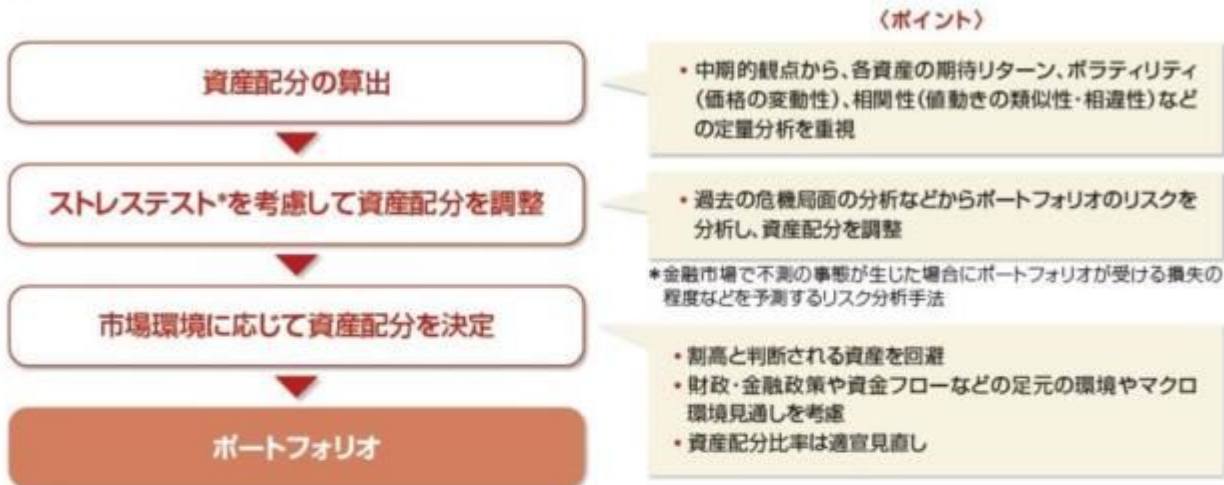 〈ポイント〉
資産配分の算出
• 中期的観点から、各資産の期待リターン、ボラティリティ
(価格の変動性)、相関性(値動きの類似性・相違性)など
の定量分析を重視
ストレステスト*を考慮して資産配分を調整
• 過去の危機局面の分析などからポートフォリオのリスクを
分析し、資産配分を調整
*金融市場で不測の事態が生じた場合にポートフォリオが受ける損失の
程度などを予測するリスク分析手法
市場環境に応じて資産配分を決定
• 割高と判断される資産を回避
• 財政・金融政策や資金フローなどの足元の環境やマクロ
環境見通しを考慮
• 資産配分比率は適宜見直し
ポートフォリオ